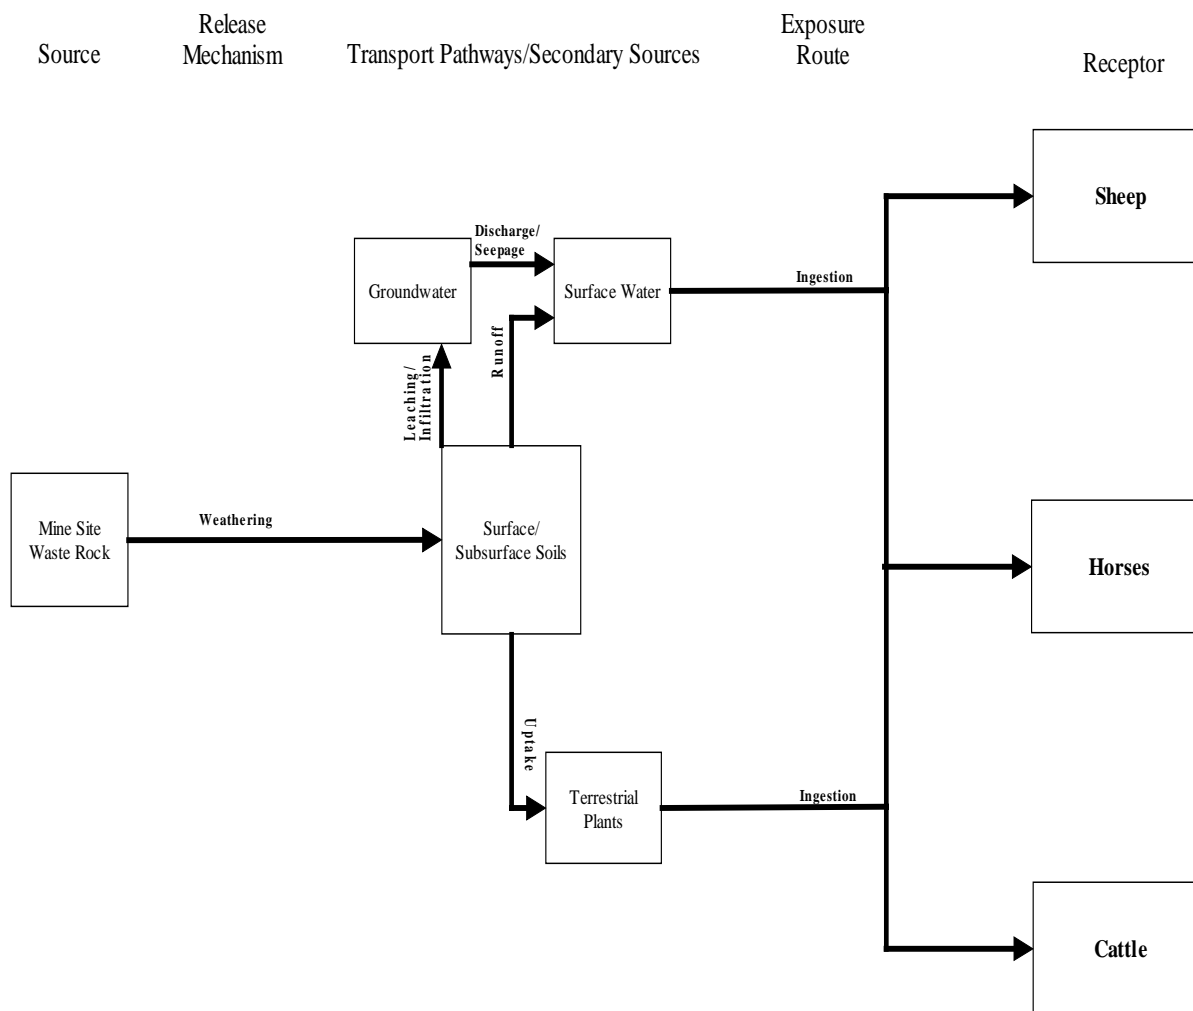 Source
Release
Mechanism
Transport Pathways/Secondary Sources
Exposure
Route
Receptor
Sheep
Discharge/
Seepage
Groundwater
Surface Water
Ingestion
Runoff
Leaching/
Infiltration
Mine Site
Waste Rock
Weathering
Surface/
Subsurface Soils
Horses
Uptake
Terrestrial
Plants
Ingestion
Cattle